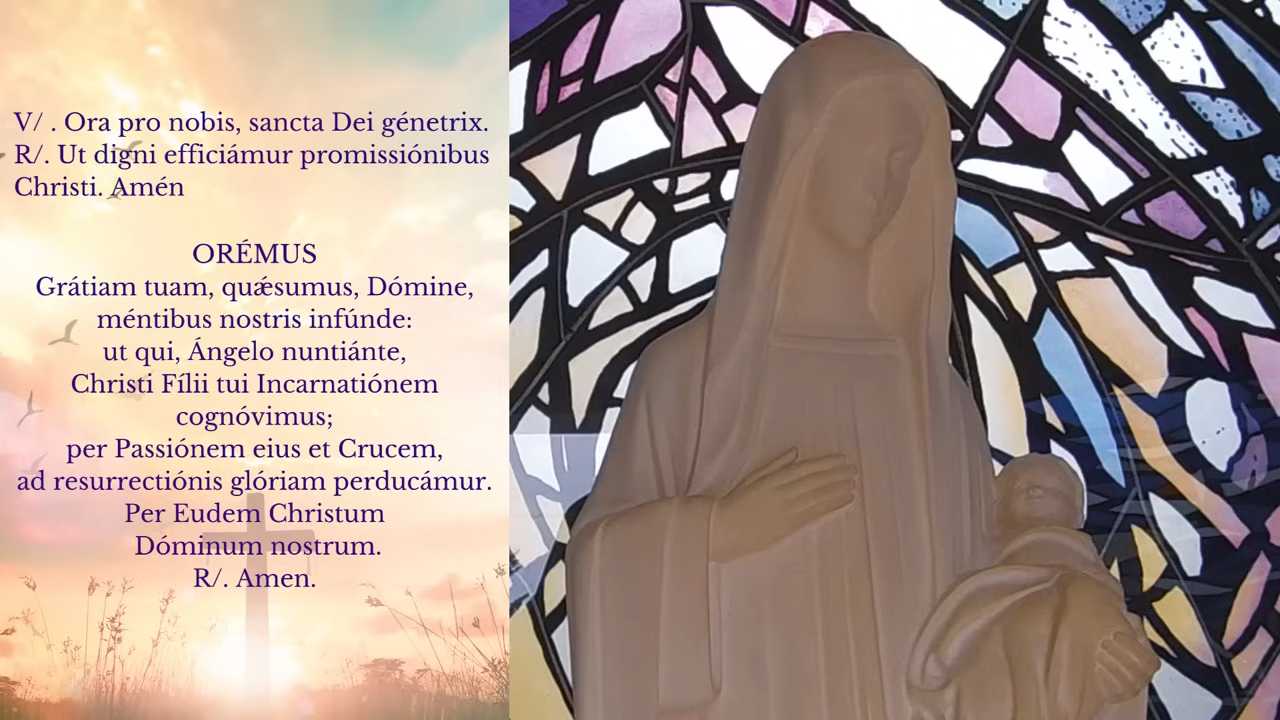 V/ . Ora pro nobis, sancta Dei génetrix.
R/. Ut digni efficiámur promissiónibus
Christi. Amén
ORÉMUS
Grátiam tuam, quǽsumus, Dómine,
méntibus nostris infúnde:
ut qui, Ángelo nuntiánte,
Christi Fílii tui Incarnatiónem
cognóvimus;
per Passiónem eius et Crucem,
ad resurrectiónis glóriam perducámur.
Per Eudem Christum
Dóminum nostrum.
R/. Amen.